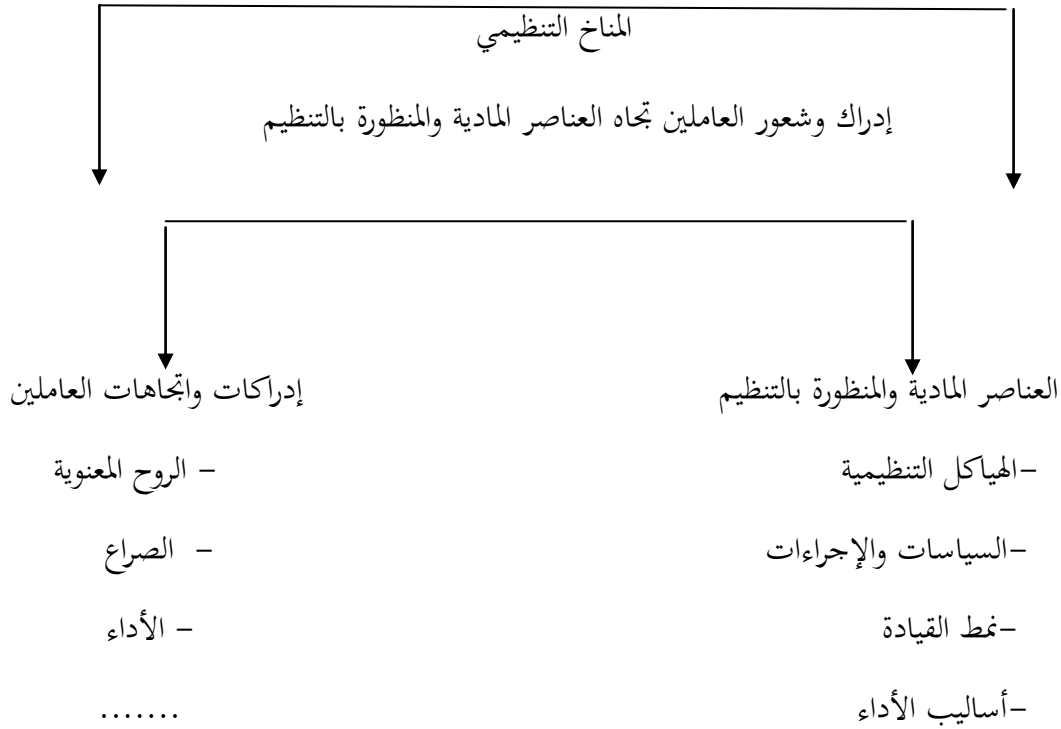 المناخ التنظيمي
إدراك وشعور العاملين تجاه العناصر المادية والمنظورة بالتنظيم
العناصر المادية والمنظورة بالتنظيم
إدراكات واتجاهات العاملين
-الهياكل التنظيمية
– الروح المعنوية
-السياسات والإجراءات
– الصراع
-نمط القيادة
– الأداء
-أساليب الأداء
.......